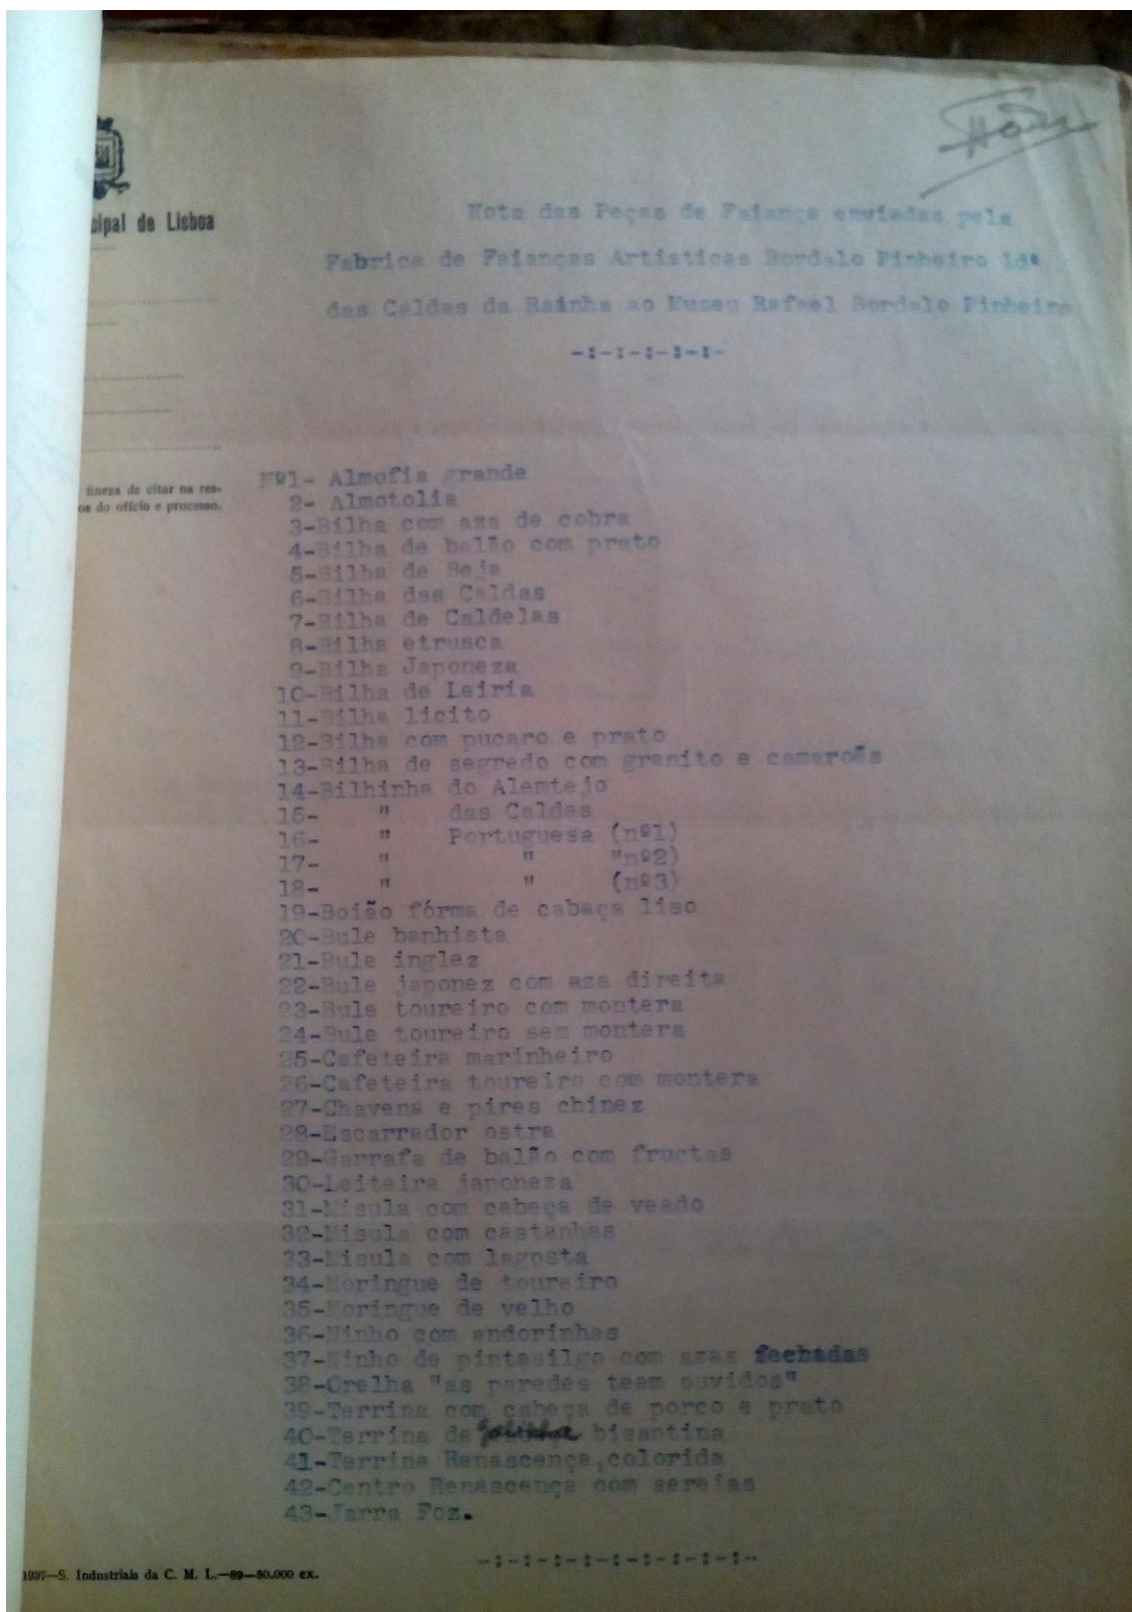 cipal de Lisboa
Nota das Peças de Faiança enviadas pela
Fabrica de Faianças Artisticas Bordalo Pinheiro ldª
das Caldas da Raínha ao Museu Rafael Bordalo Pinheiro
-:-:-:-:-:-
fineza de citar na res-
os do ofício e processo.
Nº1- Almofia grande
2- Almotolia
3-Bilha com aza de cobra
4-Bilha de balão com prato
5-Bilha de Beja
6-Bilha das Caldas
7-Bilha de Caldelas
8-Bilha etrusca
9-Bilha Japoneza
10-Bilha de Leiria
11-Bilha licito
12-Bilha com pucaro e prato
13-Bilha de segredo com granito e camaroẽs
14-Bilhinha do Alemtejo
15- " das Caldas
16- " Portuguesa (nº1)
17- " " "nº2)
18- " " (nº3)
19-Boião fórma de cabaça liso
20-Bule banhista
21-Bule inglez
22-Bule japonez com aza direita
23-Bule toureiro com montera
24-Bule toureiro sem montera
25-Cafeteira marinheiro
26-Cafeteira toureiro com montera
27-Chavena e pires chinez
28-Escarrador ostra
29-Garrafa de balão com fructas
30-Leiteira japoneza
31-Misula com cabeça de veado
32-Misula com castanhas
33-Misula com lagosta
34-Moringue de toureiro
35-Moringue de velho
36-Ninho com andorinhas
37-Ninho de pintasilgo com azas fechadas
38-Orelha "as paredes teem ouvidos"
39-Terrina com cabeça de porco e prato
40-Terrina de bisantina
41-Terrina Renascença,colorida
42-Centro Renascença com sereias
43-Jarra Foz.
-:-:-:-:-:-:-:-:-:-
1937—S. Industriais da C. M. L.—89—50.000 ex.